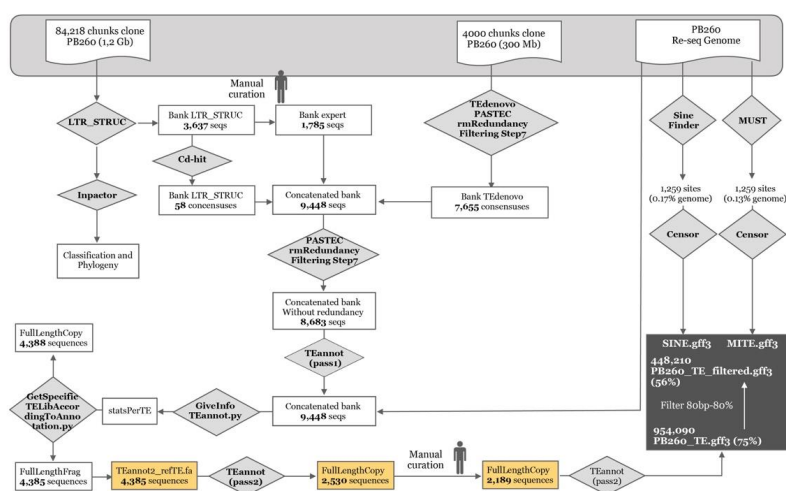 84,218 chunks clone
PB260 (1,2 Gb)
4000 chunks clone
PB260 (300 Mb)
PB260
Re-seq Genome
Manual
curation
LTR_STRUC
Bank LTR_STRUC
3,637 seqs
Bank expert
1,785 seqs
TEdenovo
PASTEC
rmRedundancy
Filtering Step7
Sine
Finder
MUST
Cd-hit
Inpactor
Bank LTR_STRUC
58 concensuses
Concatenated bank
9,448 seqs
Bank TEdenovo
7,655 consensuses
1,259 sites
(0.17% genome)
1,259 sites
(0.13% genome)
Classification and
Phylogeny
PASTEC
rmRedundancy
Filtering Step7
Censor
Censor
Concatenated bank
Without redundancy
8,683 seqs
FullLengthCopy
4,388 sequences
TEannot
(pass1)
SINE.gff3
MITE.gff3
448,210
PB260_TE_filtered.gff3
(56%)
Filter 80bp-80%
954,090
PB260_TE.gff3 (75%)
GetSpecific
TELibAccor
dingToAnno
tation.py
statsPerTE
GiveInfo
TEannot.py
Concatenated bank
9,448 seqs
Manual
curation
FullLengthFrag
4,385 sequences
TEannot2_refTE.fa
4,385 sequences
TEannot
(pass2)
FullLengthCopy
2,530 sequences
FullLengthCopy
2,189 sequences
TEannot
(pass2)